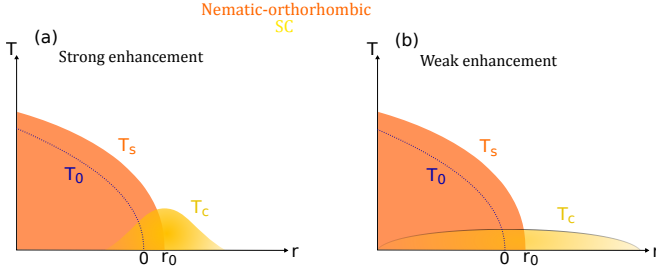 Nematic-orthorhombic
SC
(a)
Strong enhancement
T
Ts
T0
Tc
0
r0
r
(b)
Weak enhancement
T
Ts
T0
Tc
0
r0
r